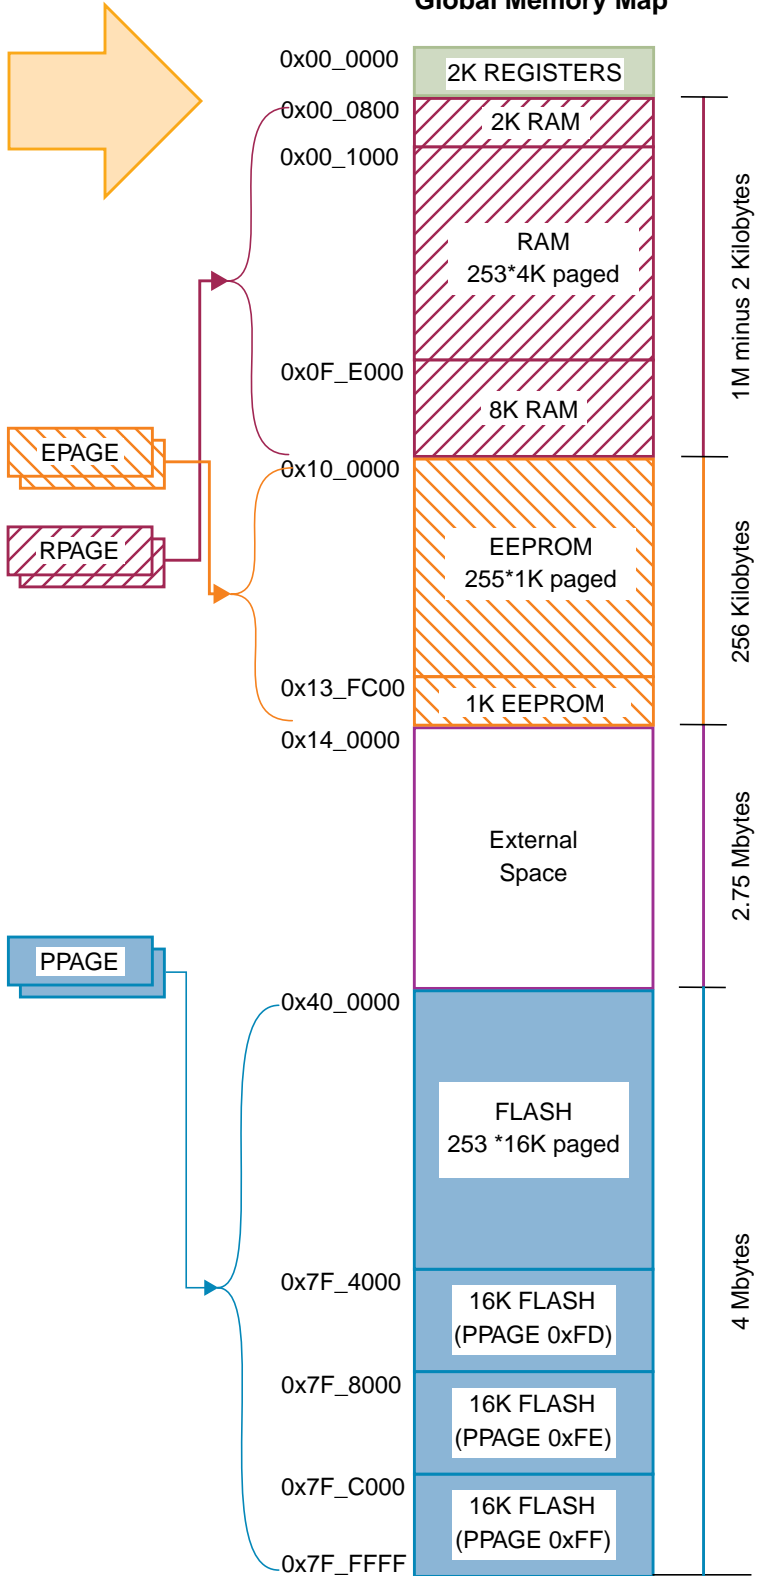 Global Memory Map
0x00_0000
2K REGISTERS
0x00_0800
2K RAM
0x00_1000
RAM
253*4K paged
1M minus 2 Kilobytes
0x0F_E000
8K RAM
EPAGE
0x10_0000
RPAGE
EEPROM
255*1K paged
256 Kilobytes
0x13_FC00
1K EEPROM
0x14_0000
External
Space
2.75 Mbytes
PPAGE
0x40_0000
FLASH
253 *16K paged
4 Mbytes
0x7F_4000
16K FLASH
(PPAGE 0xFD)
0x7F_8000
16K FLASH
(PPAGE 0xFE)
0x7F_C000
16K FLASH
(PPAGE 0xFF)
0x7F_FFFF